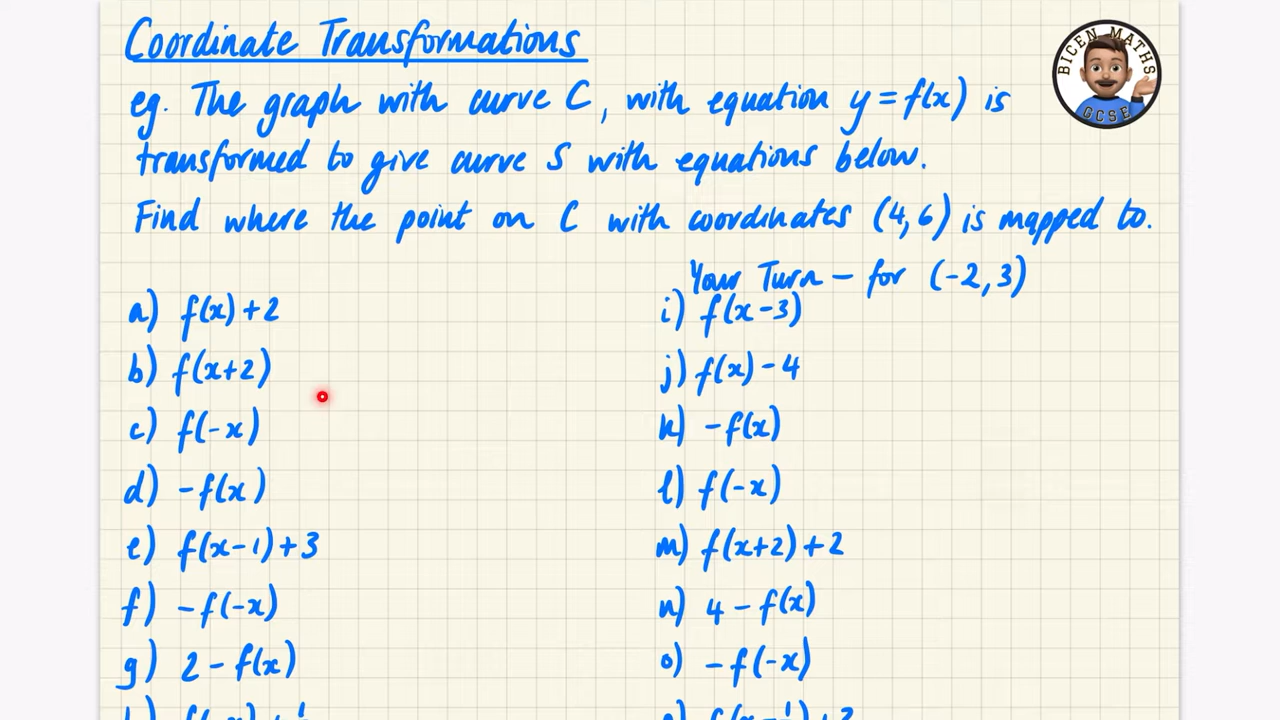 Coordinate Transformations
BICEN MATHS
GCSE
eg. The graph with curve C, with equation y = f(x) is
transformed to give curve S with equations below.
Find where the point on C with coordinates (4,6) is mapped to.
Your Turn – for (-2,3)
a) f(x)+2
b) f(x+2)
c) f(-x)
d) -f(x)
e) f(x-1)+3
f) -f(-x)
g) 2-f(x)
i) f(x-3)
j) f(x)-4
k) -f(x)
l) f(-x)
m) f(x+2)+2
n) 4-f(x)
o) -f(-x)